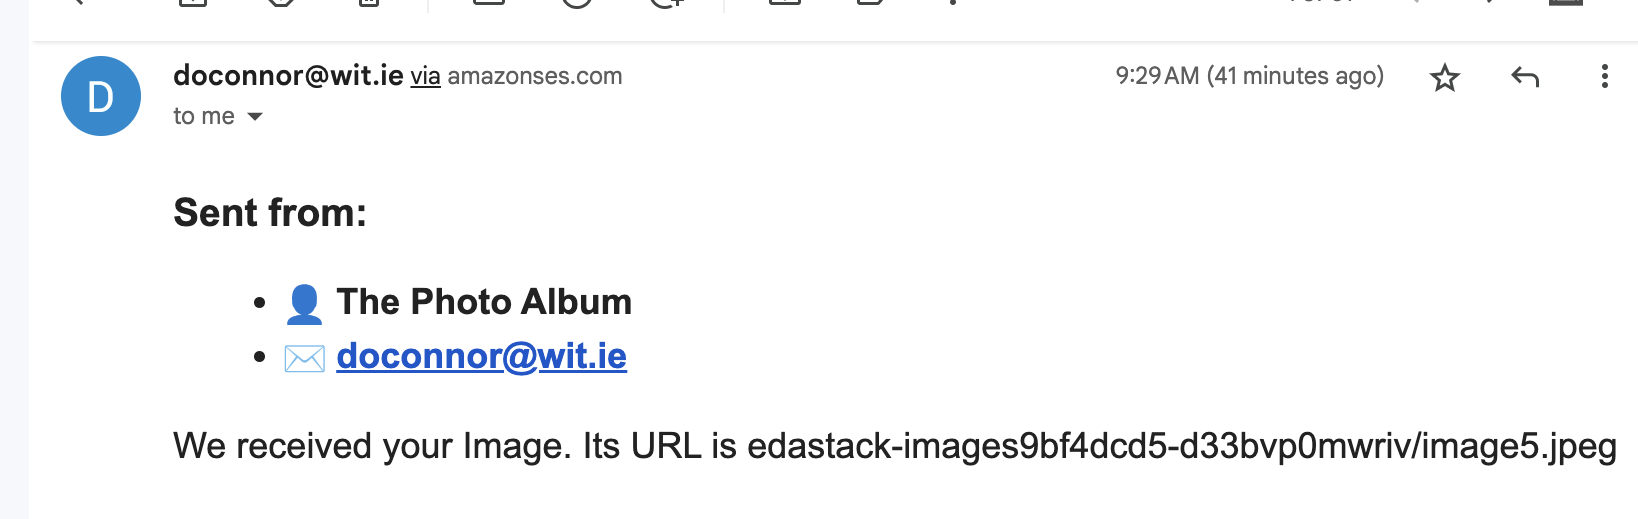 doconnor@wit.ie via amazonses.com
9:29 AM (41 minutes ago)
to me
Sent from:
The Photo Album
doconnor@wit.ie
We received your Image. Its URL is edastack-images9bf4dcd5-d33bvp0mwriv/image5.jpeg
D